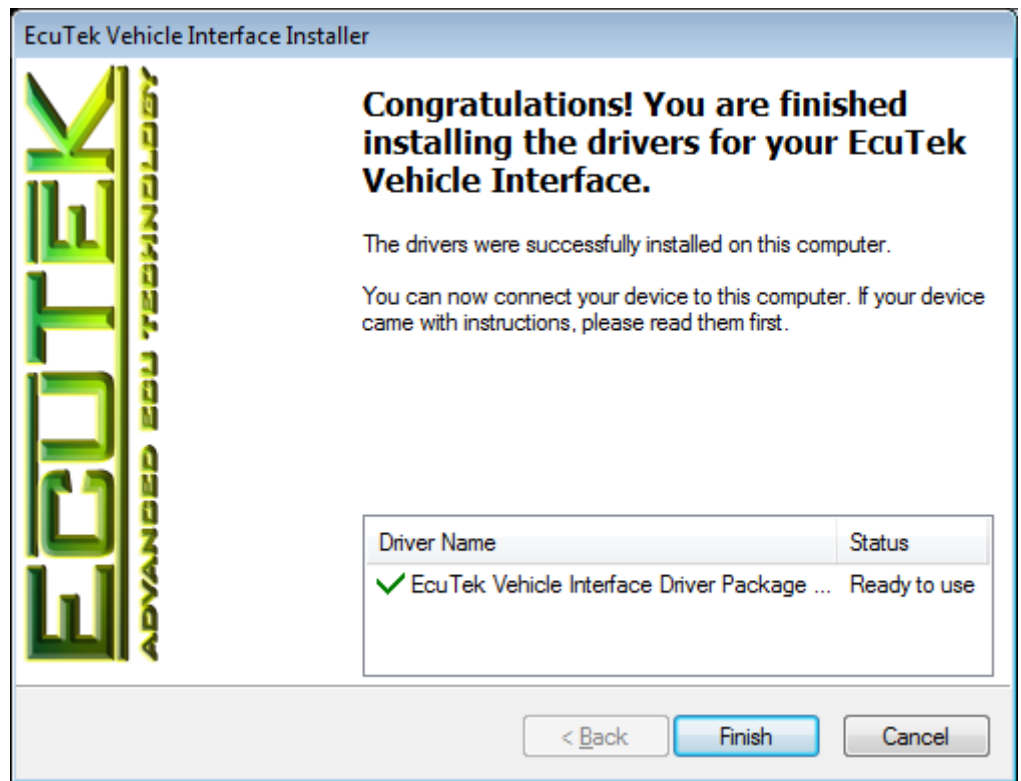 EcuTek Vehicle Interface Installer
ECUTEK
ADVANCED ECU TECHNOLOGY
Congratulations! You are finished
installing the drivers for your EcuTek
Vehicle Interface.
The drivers were successfully installed on this computer.
You can now connect your device to this computer. If your device
came with instructions, please read them first.
Driver Name Status
EcuTek Vehicle Interface Driver Package ... Ready to use
< Back Finish Cancel